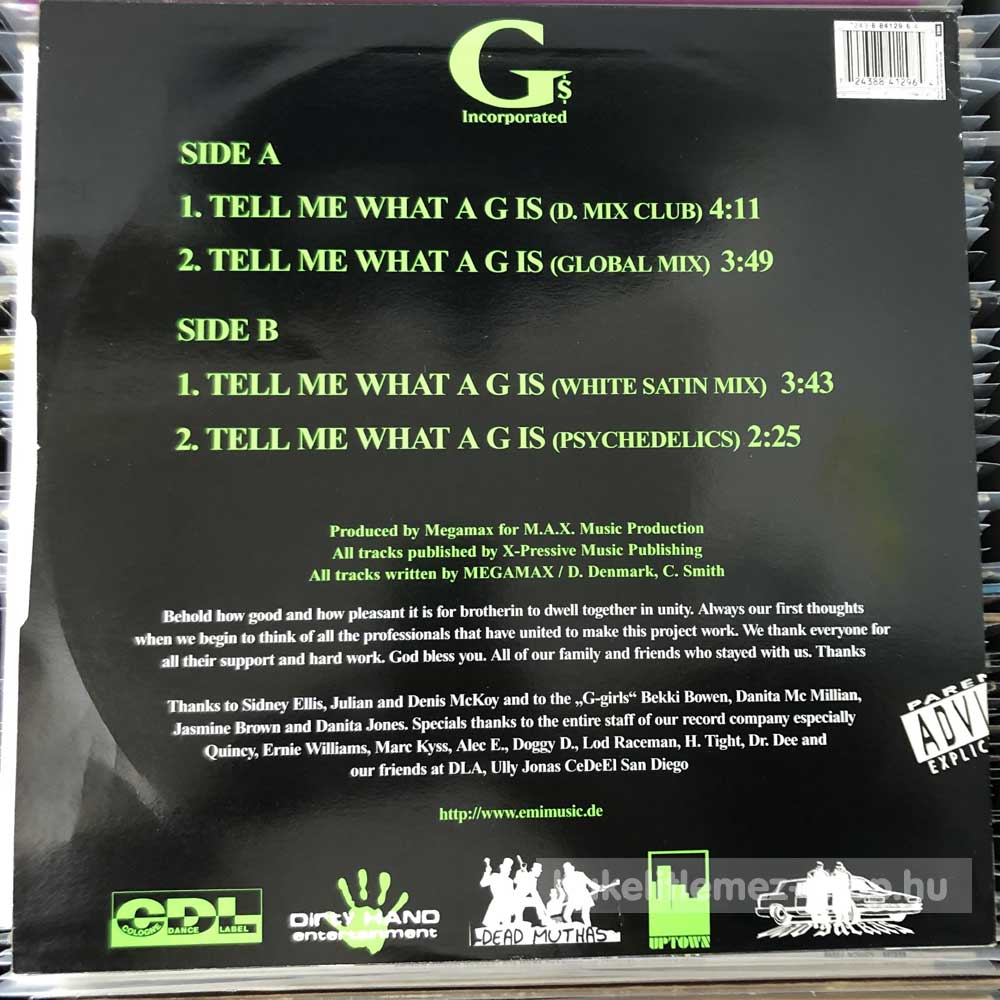 G$
Incorporated
7 24388 41296 4
SIDE A
1. TELL ME WHAT A G IS (D. MIX CLUB) 4:11
2. TELL ME WHAT A G IS (GLOBAL MIX) 3:49
SIDE B
1. TELL ME WHAT A G IS (WHITE SATIN MIX) 3:43
2. TELL ME WHAT A G IS (PSYCHEDELICS) 2:25
Produced by Megamax for M.A.X. Music Production
All tracks published by X-Pressive Music Publishing
All tracks written by MEGAMAX / D. Denmark, C. Smith
Behold how good and how pleasant it is for brotherin to dwell together in unity. Always our first thoughts
when we begin to think of all the professionals that have united to make this project work. We thank everyone for
all their support and hard work. God bless you. All of our family and friends who stayed with us. Thanks
Thanks to Sidney Ellis, Julian and Denis McKoy and to the „G-girls“ Bekki Bowen, Danita Mc Millian,
Jasmine Brown and Danita Jones. Specials thanks to the entire staff of our record company especially
Quincy, Ernie Williams, Marc Kyss, Alec E., Doggy D., Lod Raceman, H. Tight, Dr. Dee and
our friends at DLA, Ully Jonas CeDeEl San Diego
PAREN
ADVI
EXPLIC
http://www.emimusic.de
CDL
COLOGNE DANCE LABEL
Dirty HAND
entertainment
DEAD MUTHAS
UPTOWN